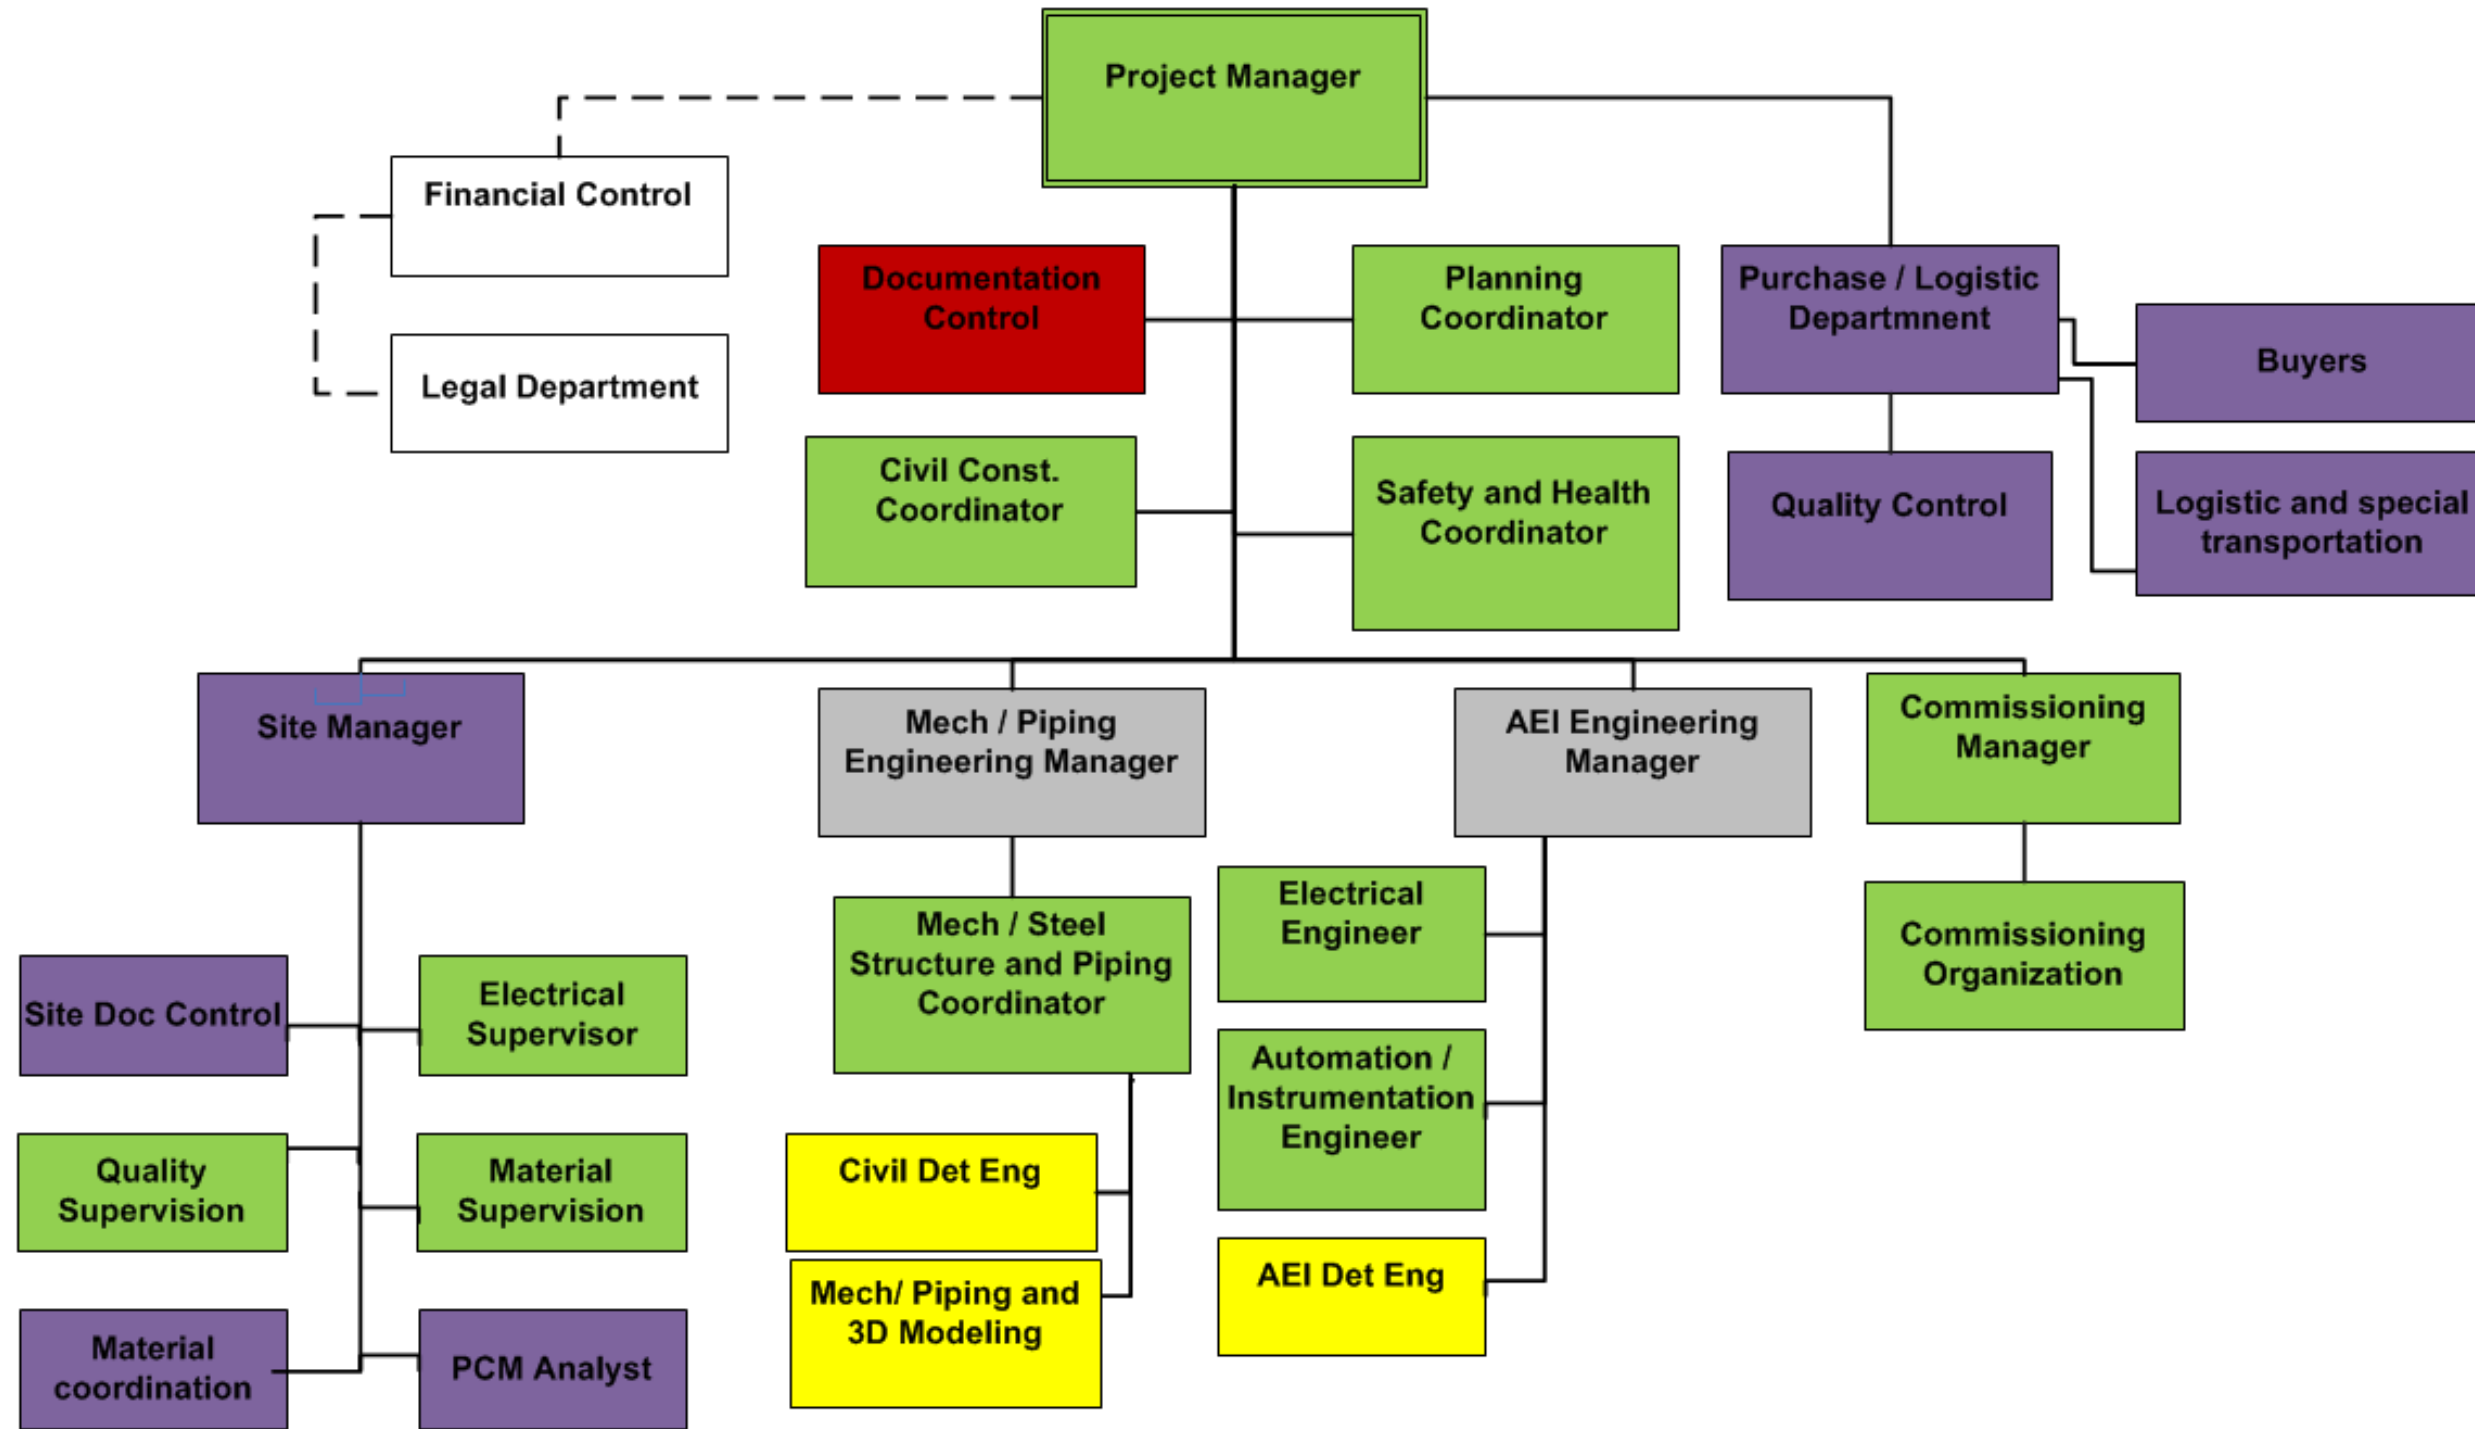 Project Manager
Financial Control
Legal Department
Documentation
Control
Planning
Coordinator
Purchase / Logistic
Departmnent
Buyers
Civil Const.
Coordinator
Safety and Health
Coordinator
Quality Control
Logistic and special
transportation
Site Manager
Mech / Piping
Engineering Manager
AEI Engineering
Manager
Commissioning
Manager
Site Doc Control
Electrical
Supervisor
Quality
Supervision
Material
Supervision
Material
coordination
PCM Analyst
Mech / Steel
Structure and Piping
Coordinator
Civil Det Eng
Mech/ Piping and
3D Modeling
Electrical
Engineer
Automation /
Instrumentation
Engineer
AEI Det Eng
Commissioning
Organization